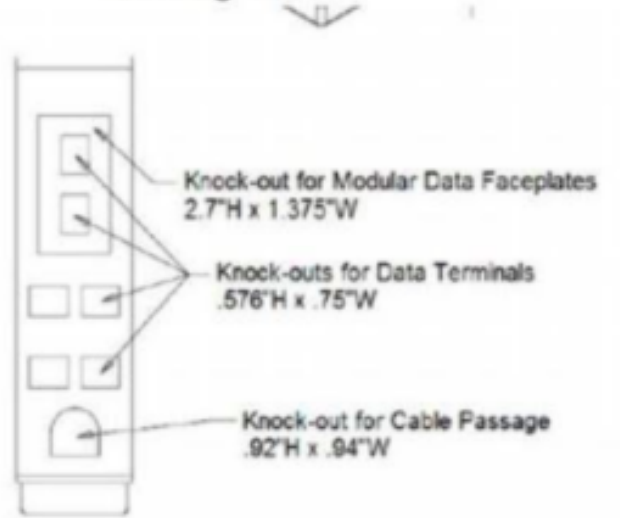 Knock-out for Modular Data Faceplates
2.7"H x 1.375"W
Knock-outs for Data Terminals
.576"H x .75"W
Knock-out for Cable Passage
.92"H x .94"W